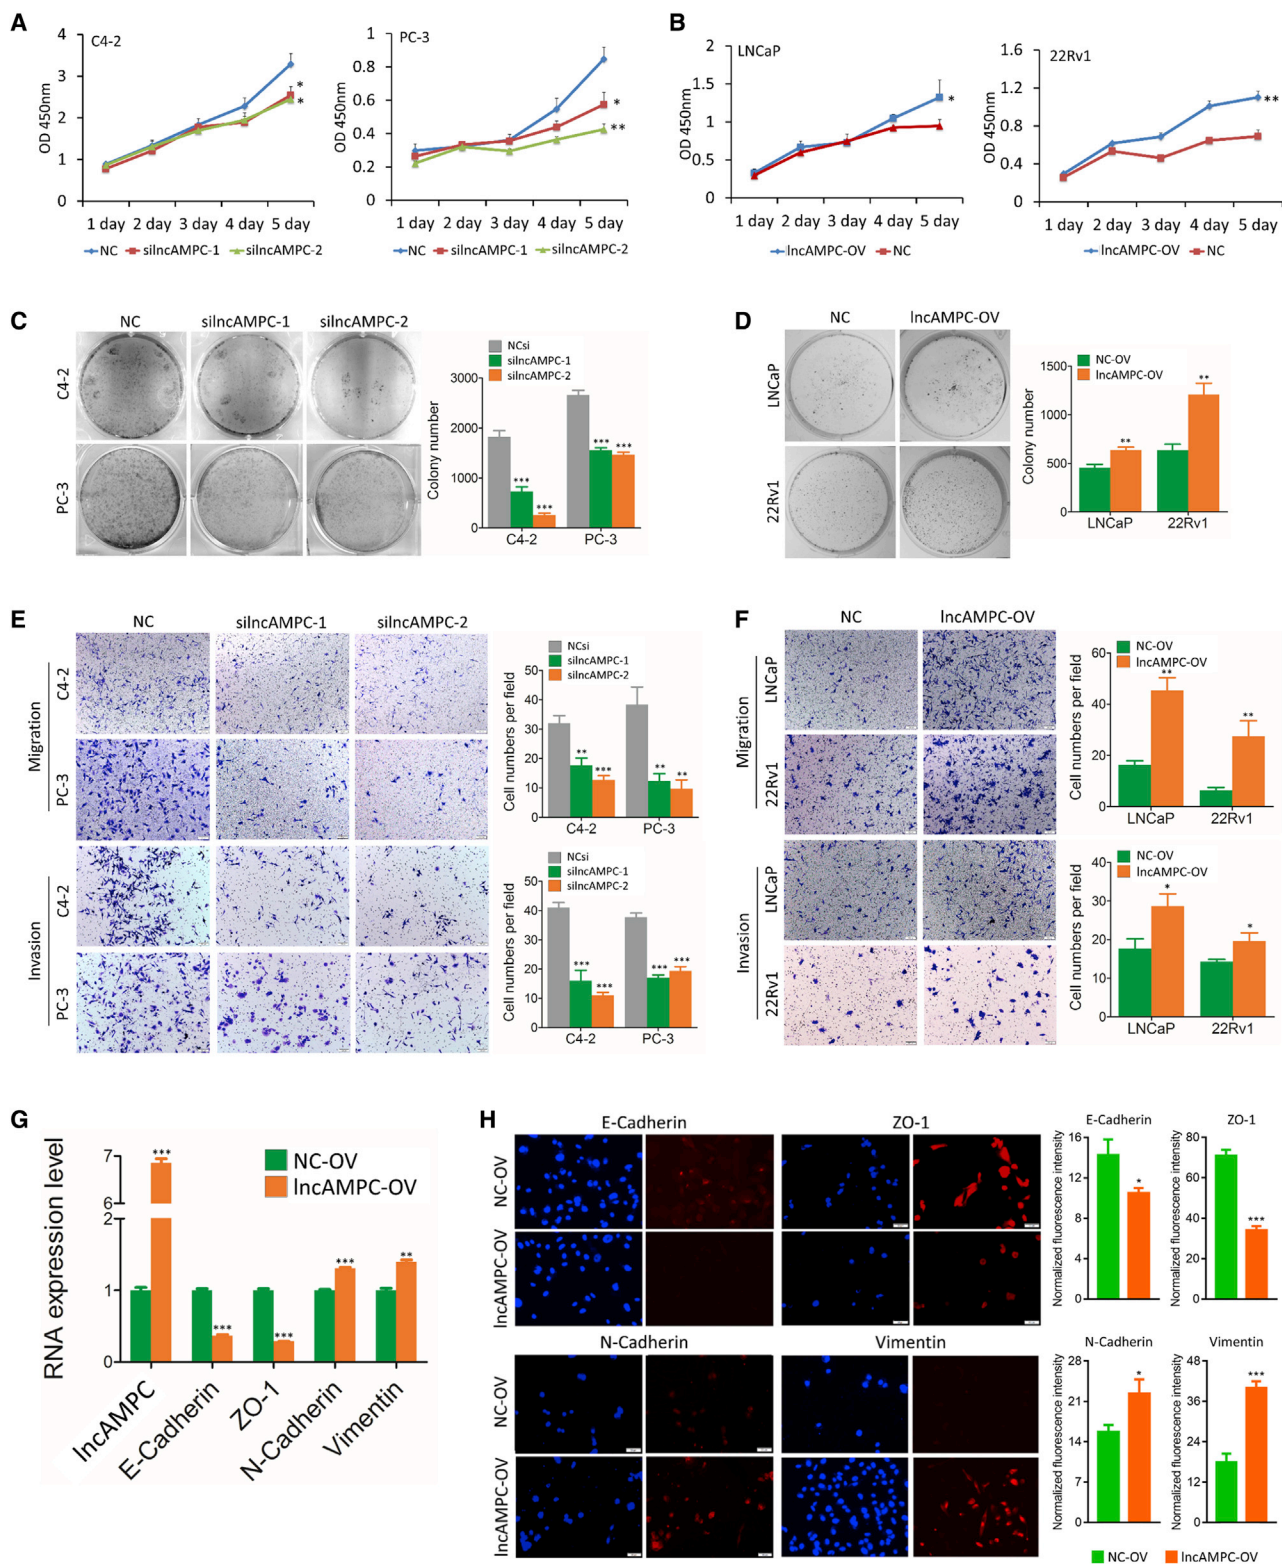 A
C4-2
OD 450nm
4
3
2
1
0
1 day 2 day 3 day 4 day 5 day
*
*
NC silncAMPC-1 silncAMPC-2
PC-3
OD 450nm
1
0.8
0.6
0.4
0.2
0
1 day 2 day 3 day 4 day 5 day
*
**
NC silncAMPC-1 silncAMPC-2
B
LNCaP
OD 450nm
2
1.5
1
0.5
0
1 day 2 day 3 day 4 day 5 day
*
lncAMPC-OV NC
22Rv1
OD 450nm
1.6
1.2
0.8
0.4
0
1 day 2 day 3 day 4 day 5 day
**
lncAMPC-OV NC
C
NC silncAMPC-1 silncAMPC-2
C4-2
PC-3
NCsi
silncAMPC-1
silncAMPC-2
Colony number
3000
2000
1000
0
*** *** *** ***
C4-2 PC-3
D
NC lncAMPC-OV
LNCaP
22Rv1
NC-OV
lncAMPC-OV
Colony number
1500
1000
500
0
** **
LNCaP 22Rv1
E
NC silncAMPC-1 silncAMPC-2
Migration
C4-2
PC-3
Invasion
C4-2
PC-3
NCsi
silncAMPC-1
silncAMPC-2
Cell numbers per field
50
40
30
20
10
0
** *** ** **
C4-2 PC-3
NCsi
silncAMPC-1
silncAMPC-2
Cell numbers per field
50
40
30
20
10
0
*** *** *** ***
C4-2 PC-3
F
NC lncAMPC-OV
Migration
LNCaP
22Rv1
Invasion
LNCaP
22Rv1
NC-OV
lncAMPC-OV
Cell numbers per field
60
40
20
0
** **
LNCaP 22Rv1
NC-OV
lncAMPC-OV
Cell numbers per field
40
30
20
10
0
* *
LNCaP 22Rv1
G
RNA expression level
7
6
2
1
0
NC-OV
lncAMPC-OV
*** *** *** *** **
lncAMPC E-Cadherin ZO-1 N-Cadherin Vimentin
H
E-Cadherin ZO-1
NC-OV
lncAMPC-OV
N-Cadherin Vimentin
NC-OV
lncAMPC-OV
E-Cadherin
Normalized fluorescence intensity
16
12
8
4
0
*
ZO-1
Normalized fluorescence intensity
80
60
40
20
0
***
N-Cadherin
Normalized fluorescence intensity
28
21
14
7
0
*
Vimentin
Normalized fluorescence intensity
48
36
24
12
0
***
NC-OV lncAMPC-OV